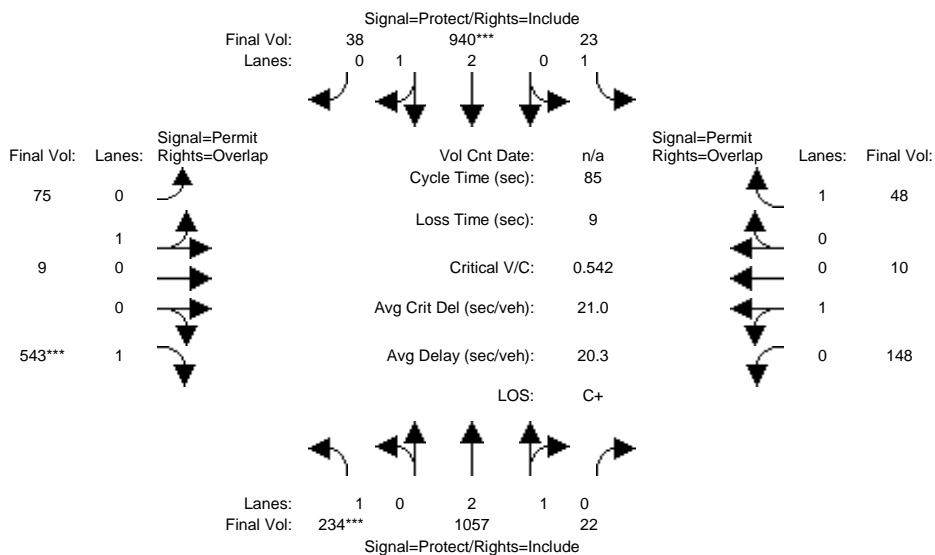 Signal=Protect/Rights=Include
Final Vol: 38 940*** 23
Lanes: 0 1 2 0 1
Signal=Permit
Final Vol: Lanes: Rights=Overlap
Vol Cnt Date: n/a
Signal=Permit
Rights=Overlap Lanes: Final Vol:
Cycle Time (sec): 85
75 0
1 48
Loss Time (sec): 9
1
0
9 0
Critical V/C: 0.542
0 10
0
Avg Crit Del (sec/veh): 21.0
1
543*** 1
Avg Delay (sec/veh): 20.3
0 148
LOS: C+
Lanes: 1 0 2 1 0
Final Vol: 234*** 1057 22
Signal=Protect/Rights=Include